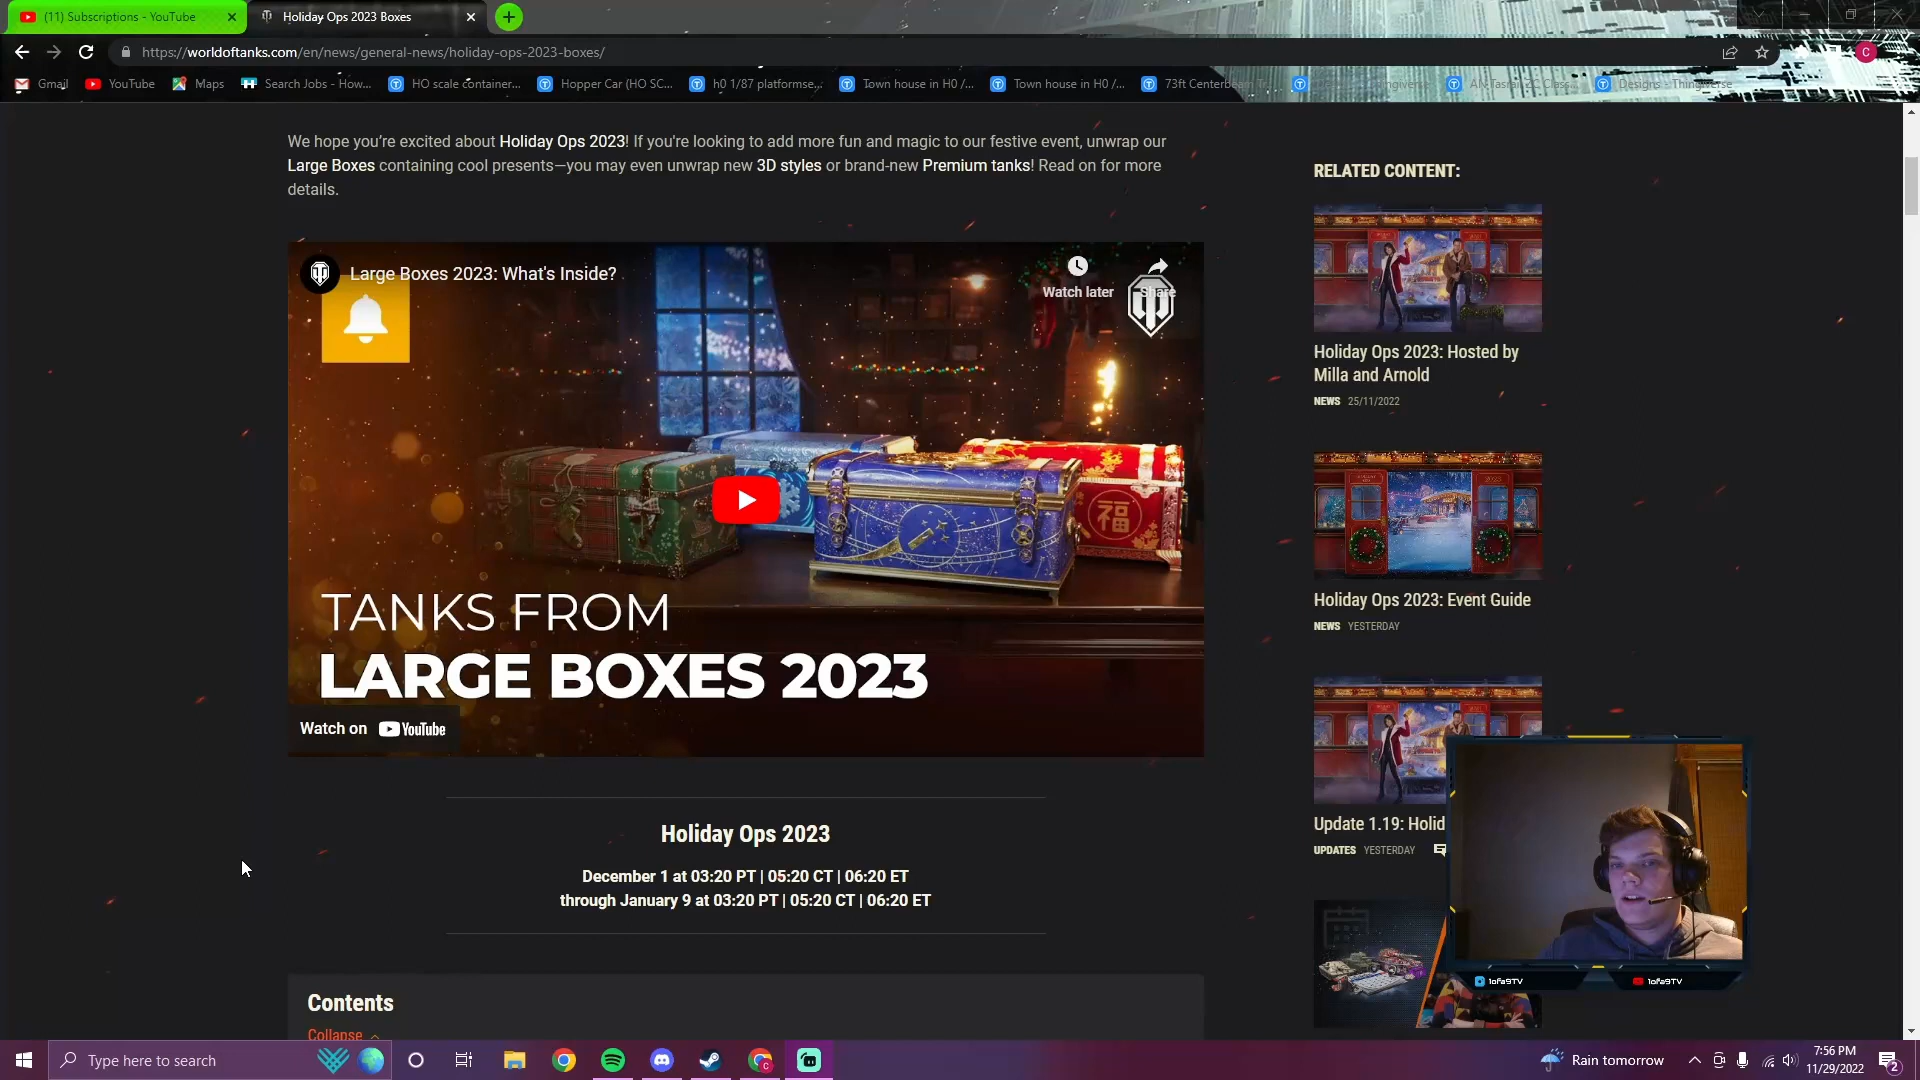 (11) Subscriptions - YouTube
Holiday Ops 2023 Boxes
https://worldoftanks.com/en/news/general-news/holiday-ops-2023-boxes/
C
Gmail
YouTube
Maps
Search Jobs - How...
HO scale container...
Hopper Car (HO SC...
h0 1/87 platformse...
Town house in H0 /...
Town house in H0 /...
73ft Centerbeam
Designs - Thingiverse
We hope you’re excited about Holiday Ops 2023! If you're looking to add more fun and magic to our festive event, unwrap our
Large Boxes containing cool presents—you may even unwrap new 3D styles or brand-new Premium tanks! Read on for more
details.
Large Boxes 2023: What's Inside?
Watch later
Share
福
TANKS FROM
LARGE BOXES 2023
Watch on YouTube
Holiday Ops 2023
December 1 at 03:20 PT | 05:20 CT | 06:20 ET
through January 9 at 03:20 PT | 05:20 CT | 06:20 ET
Contents
Collapse
RELATED CONTENT:
Holiday Ops 2023: Hosted by
Milla and Arnold
NEWS 25/11/2022
Holiday Ops 2023: Event Guide
NEWS YESTERDAY
Update 1.19: Holid
UPDATES YESTERDAY
1ofa9TV
1ofa9TV
Type here to search
Rain tomorrow
7:56 PM
11/29/2022
2